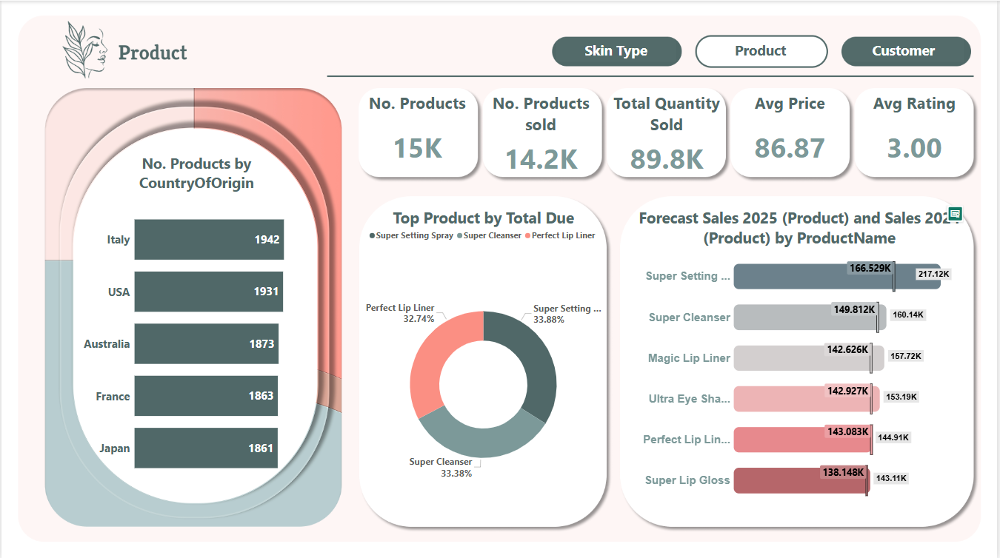 Product
Skin Type
Product
Customer
No. Products by
CountryOfOrigin
Italy
1942
USA
1931
Australia
1873
France
1863
Japan
1861
No. Products
15K
No. Products
sold
14.2K
Total Quantity
Sold
89.8K
Avg Price
86.87
Avg Rating
3.00
Top Product by Total Due
Super Setting Spray
Super Cleanser
Perfect Lip Liner
Perfect Lip Liner
32.74%
Super Setting ...
33.88%
Super Cleanser
33.38%
Forecast Sales 2025 (Product) and Sales 202
(Product) by ProductName
Super Setting ...
166.529K
217.12K
Super Cleanser
149.812K
160.14K
Magic Lip Liner
142.626K
157.72K
Ultra Eye Sha...
142.927K
153.19K
Perfect Lip Lin...
143.083K
144.91K
Super Lip Gloss
138.148K
143.11K